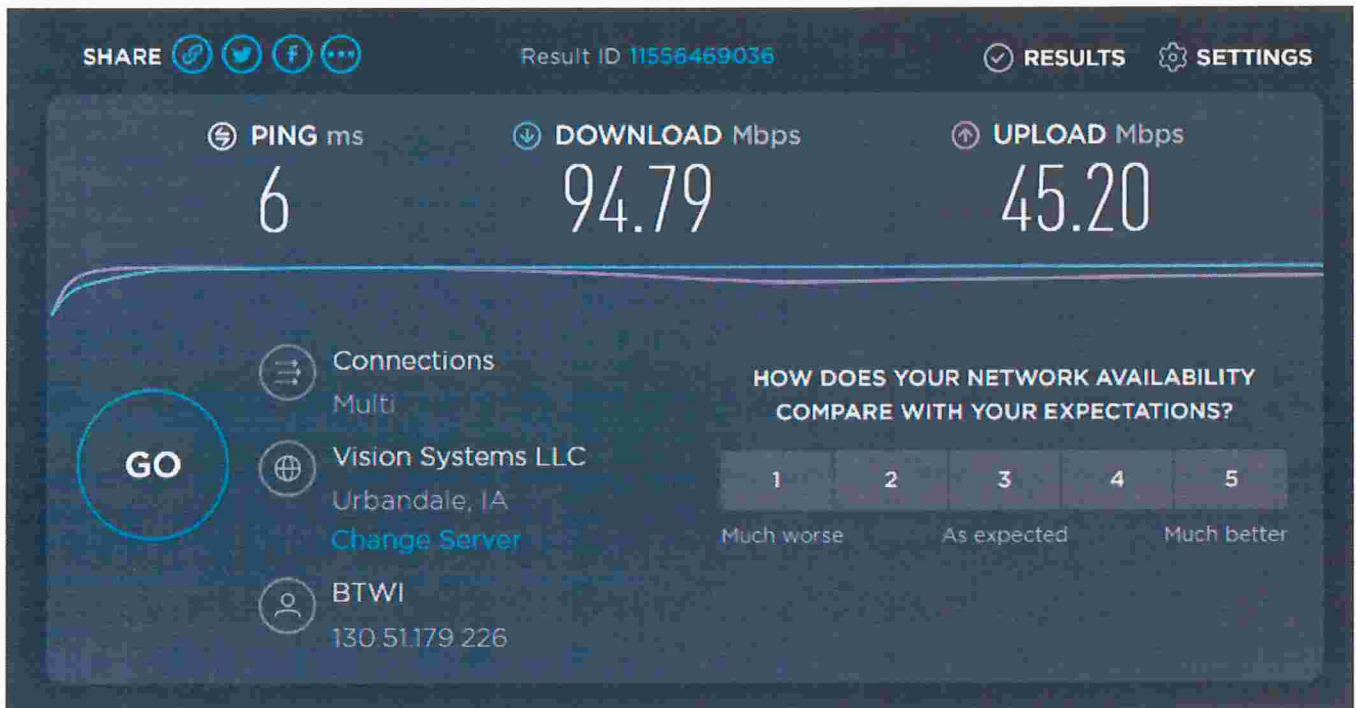 SHARE
Result ID 11556469036
RESULTS
SETTINGS
PING ms
6
DOWNLOAD Mbps
94.79
UPLOAD Mbps
45.20
Connections
Multi
Vision Systems LLC
Urbandale, IA
Change Server
BTWI
130.51.179.226
GO
HOW DOES YOUR NETWORK AVAILABILITY
COMPARE WITH YOUR EXPECTATIONS?
1 2 3 4 5
Much worse As expected Much better